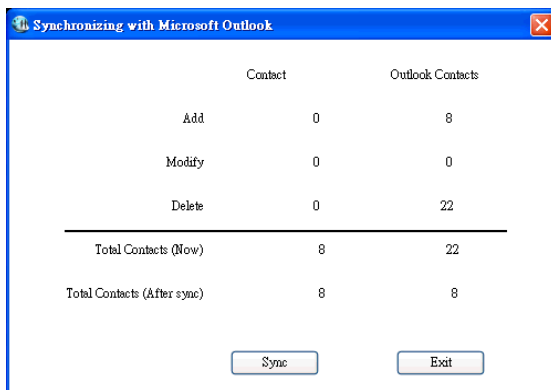 Synchronizing with Microsoft Outlook
Contact Outlook Contacts
Add 0 8
Modify 0 0
Delete 0 22
Total Contacts (Now) 8 22
Total Contacts (After sync) 8 8
Sync Exit